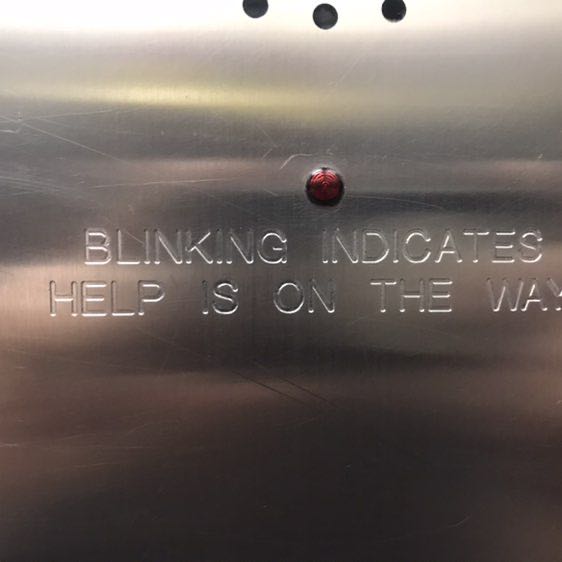 BLINKING INDICATES
HELP IS ON THE WAY